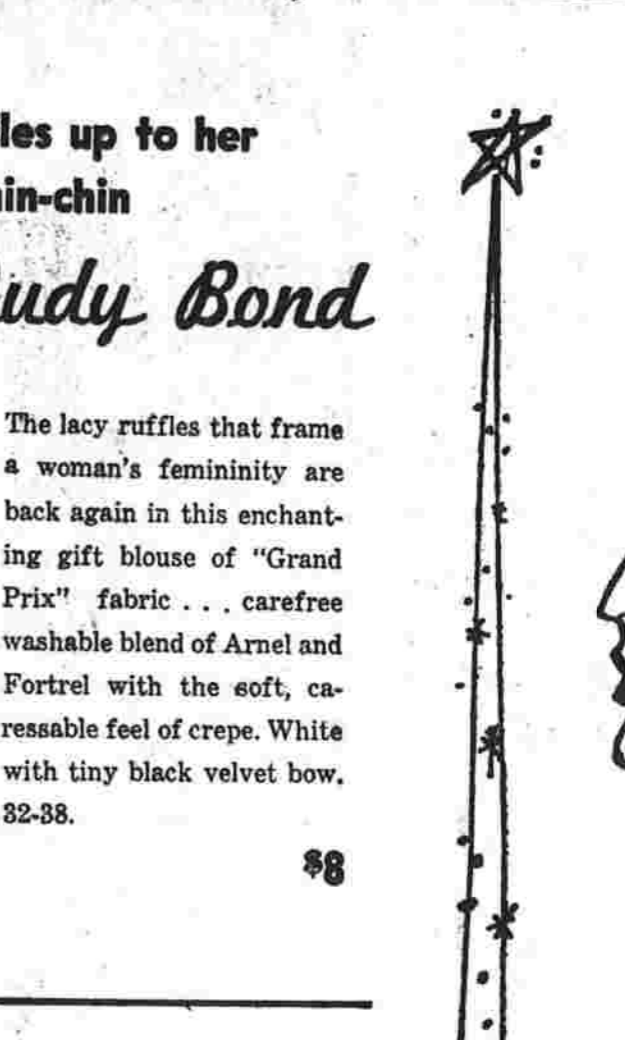 les up to her
in-chin
udy Bond
The lacy ruffles that frame
a woman's femininity are
back again in this enchant-
ing gift blouse of "Grand
Prix" fabric . . . carefree
washable blend of Arnel and
Fortrel with the soft, ca-
ressable feel of crepe. White
with tiny black velvet bow.
32-38.
$8